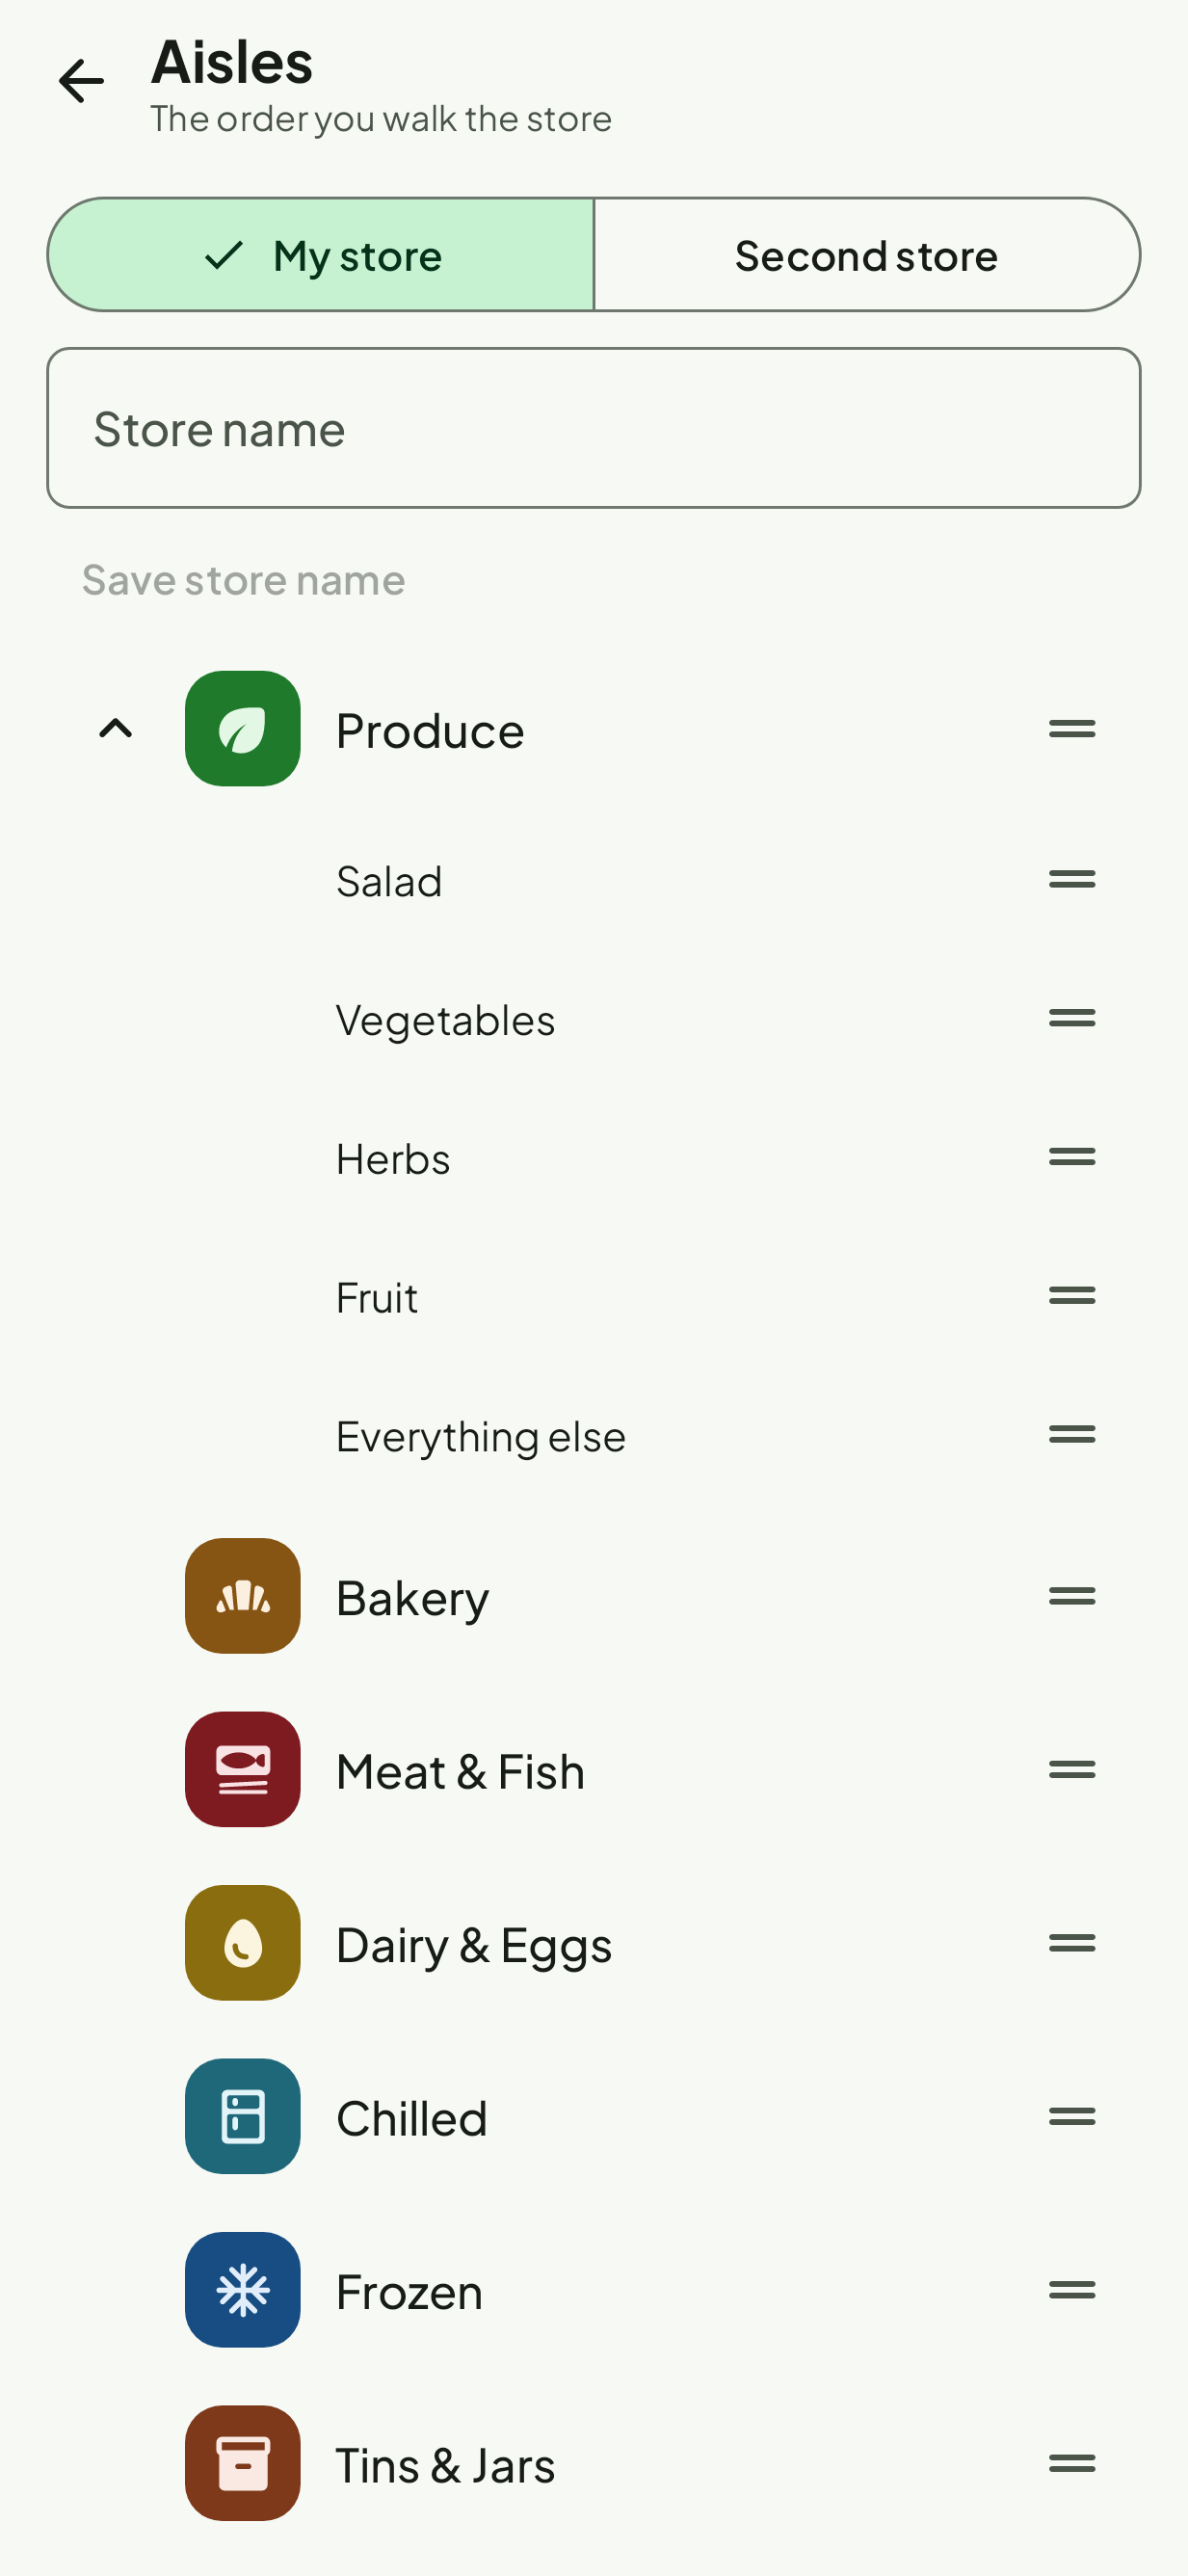 Aisles
The order you walk the store
My store
Second store
Store name
Save store name
Produce
Salad
Vegetables
Herbs
Fruit
Everything else
Bakery
Meat & Fish
Dairy & Eggs
Chilled
Frozen
Tins & Jars